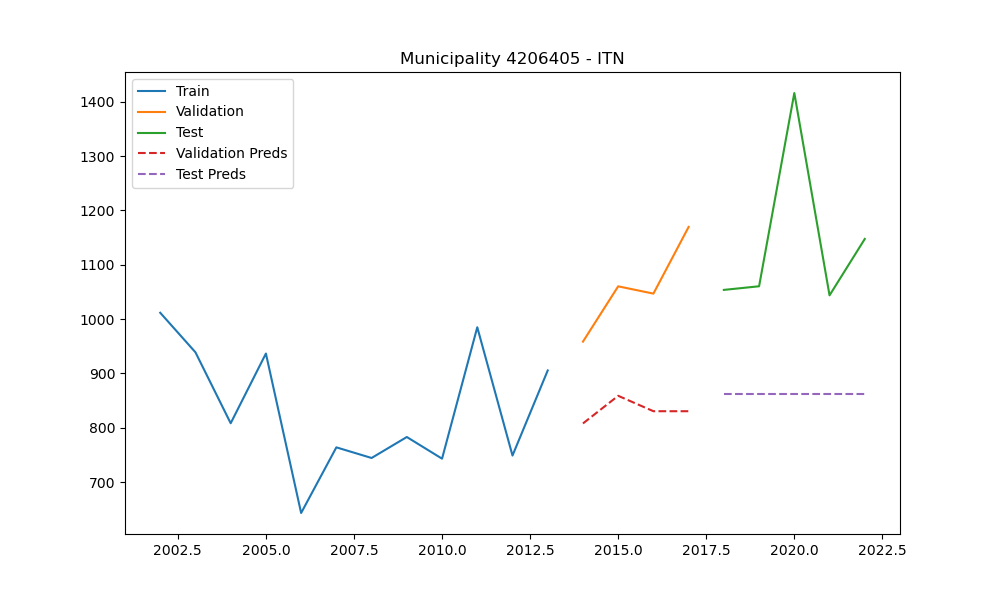 Municipality 4206405 - ITN
Train
Validation
Test
Validation Preds
Test Preds
1400
1300
1200
1100
1000
900
800
700
2002.5 2005.0 2007.5 2010.0 2012.5 2015.0 2017.5 2020.0 2022.5